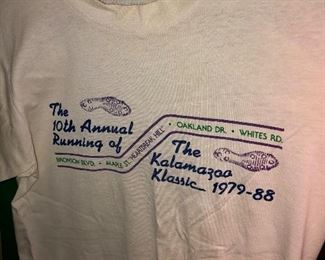 The
10th Annual
Running of
BRONSON BLVD. • MAPLE ST. "HEARTBREAK HILL" • OAKLAND DR. • WHITES RD.
The
Kalamazoo
Klassic 1979-88